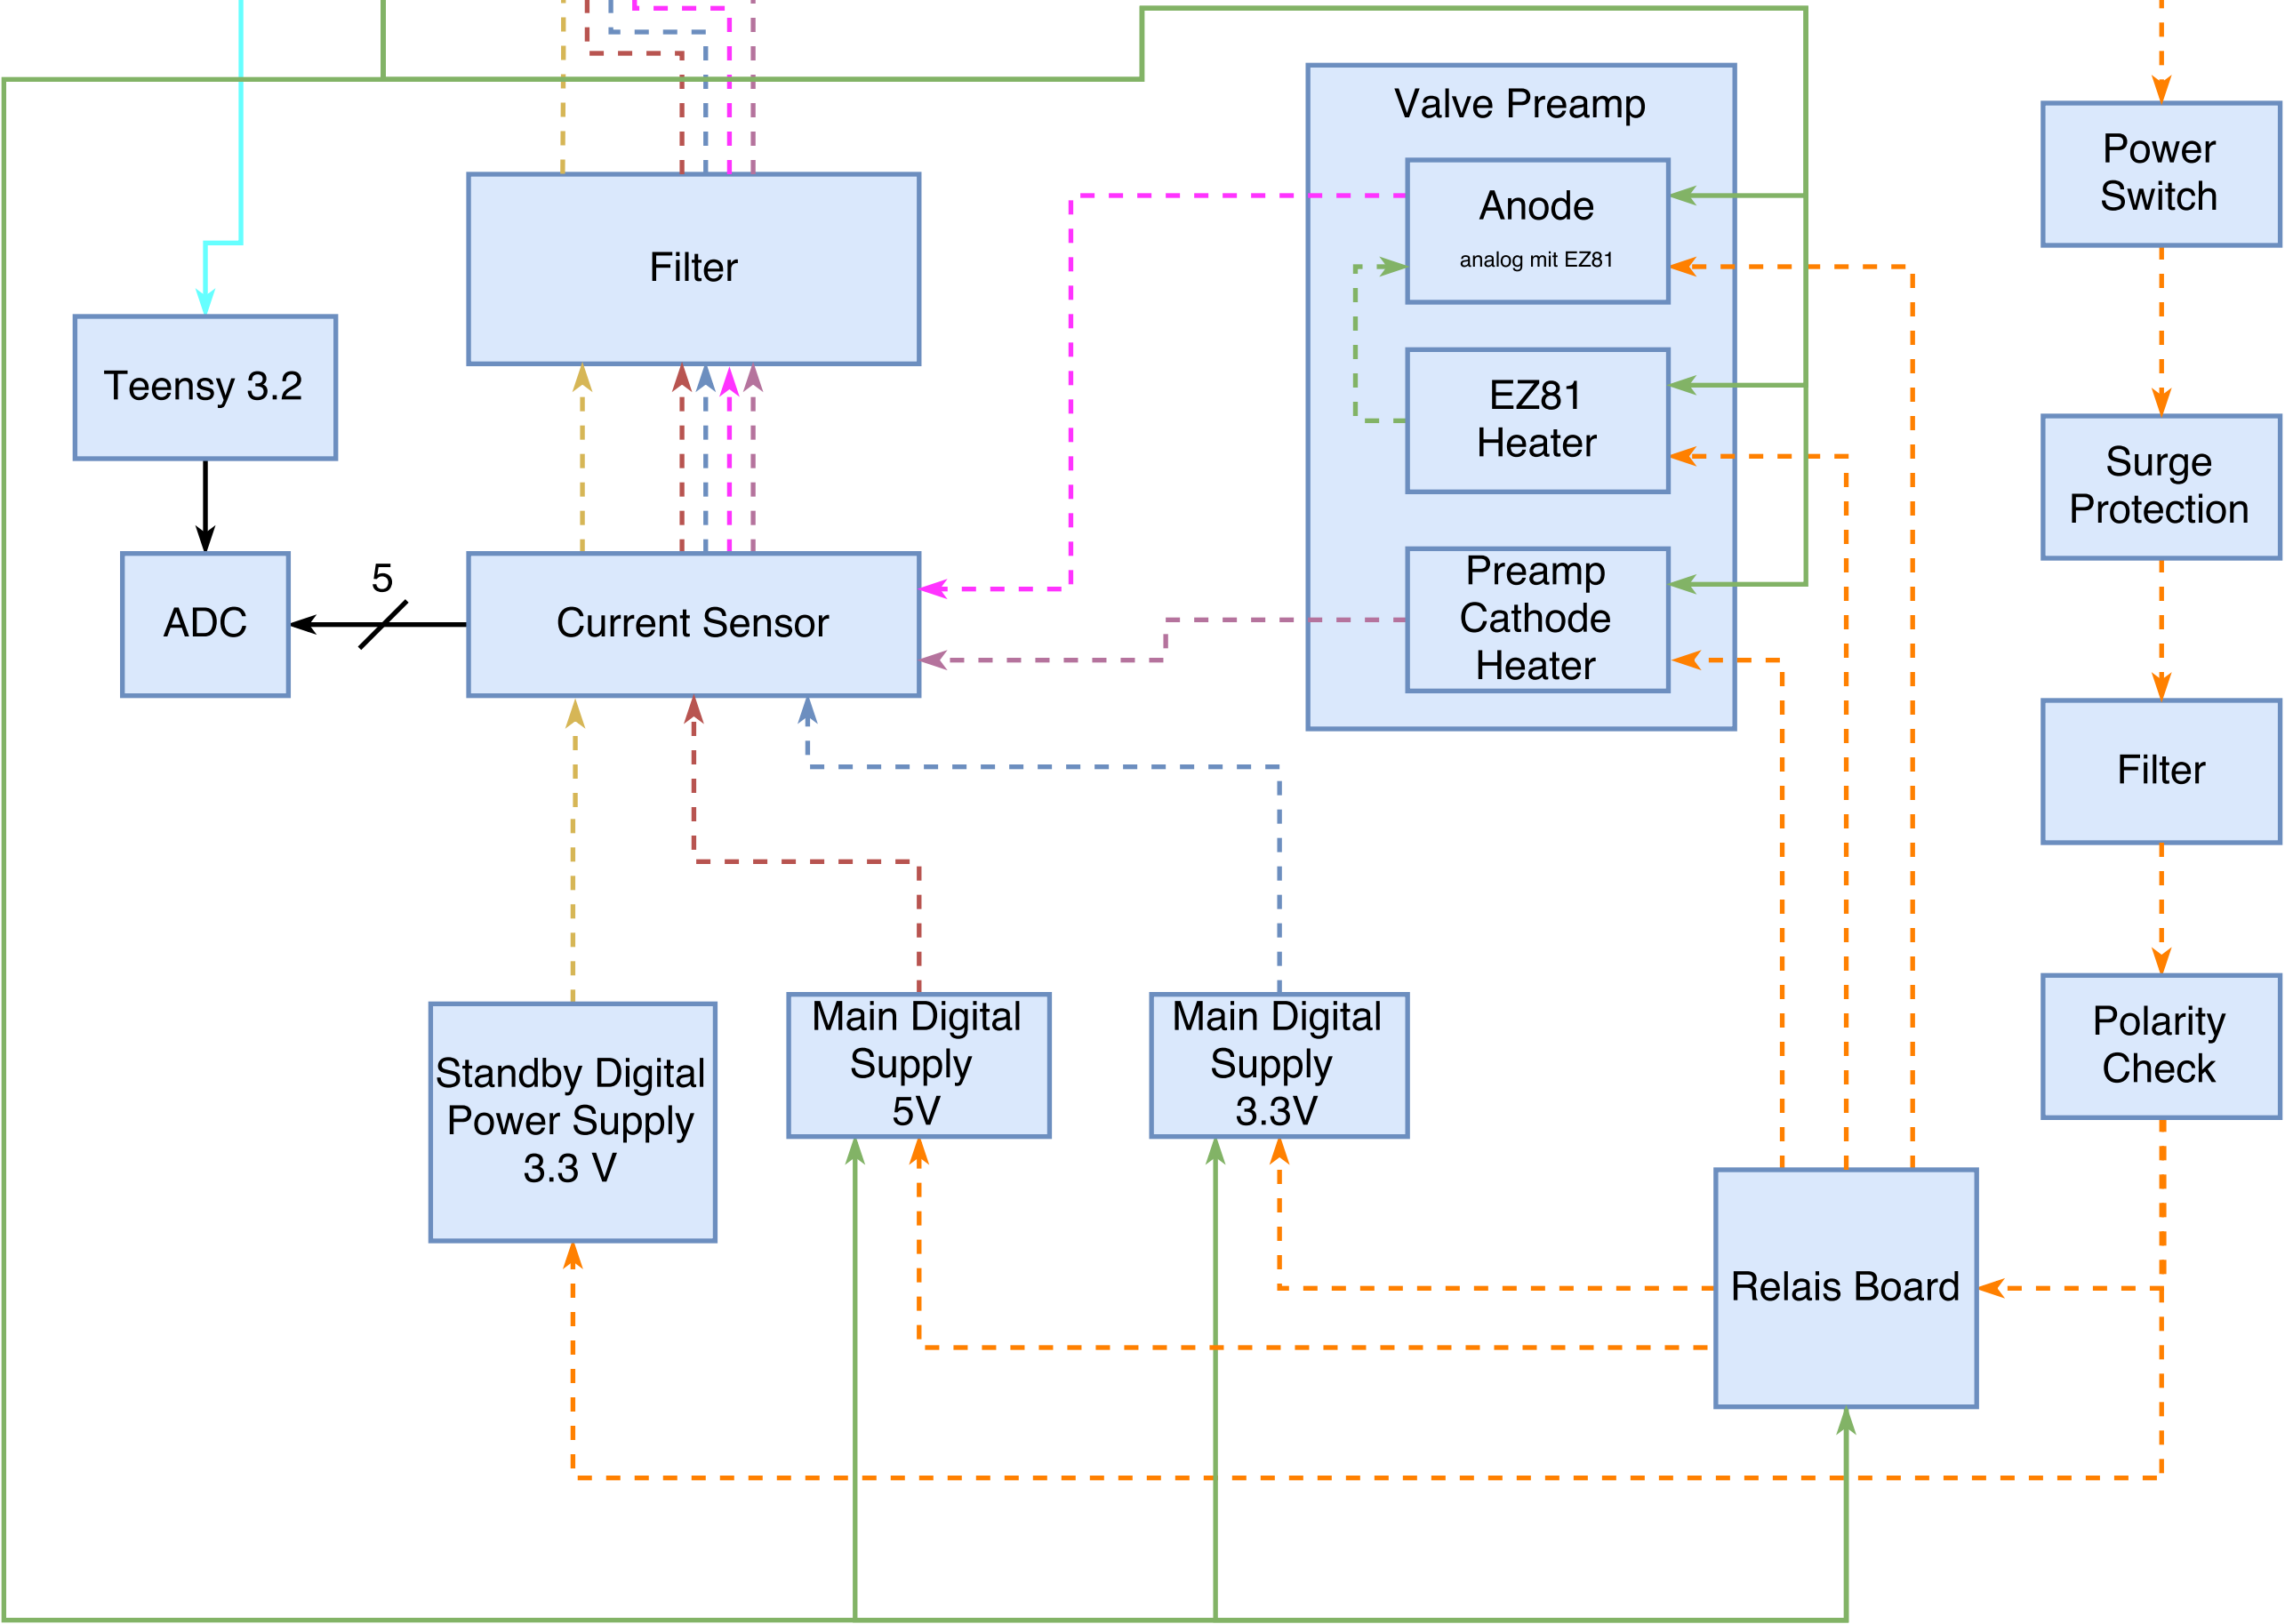 Valve Preamp
Power
Switch
Anode
analog mit EZ81
Filter
Teensy 3.2
EZ81
Heater
Surge
Protection
5
ADC
Current Sensor
Preamp
Cathode
Heater
Filter
Main Digital
Supply
5V
Main Digital
Supply
3.3V
Polarity
Check
Standby Digital
Power Supply
3.3 V
Relais Board